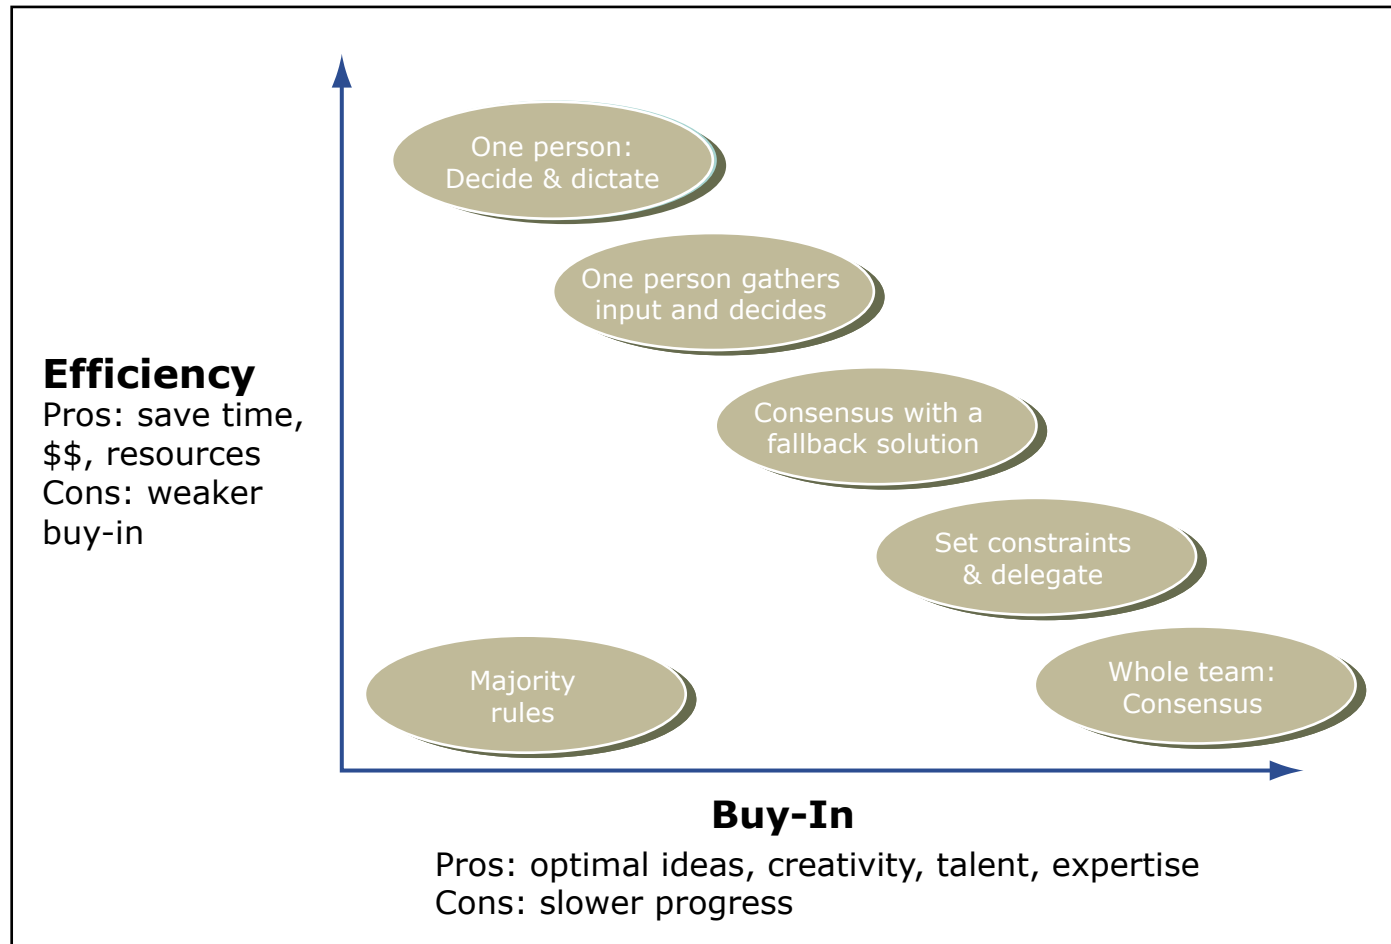 One person:
Decide & dictate
One person gathers
input and decides
Efficiency
Pros: save time,
$$, resources
Cons: weaker
buy-in
Consensus with a
fallback solution
Set constraints
& delegate
Majority
rules
Whole team:
Consensus
Buy-In
Pros: optimal ideas, creativity, talent, expertise
Cons: slower progress